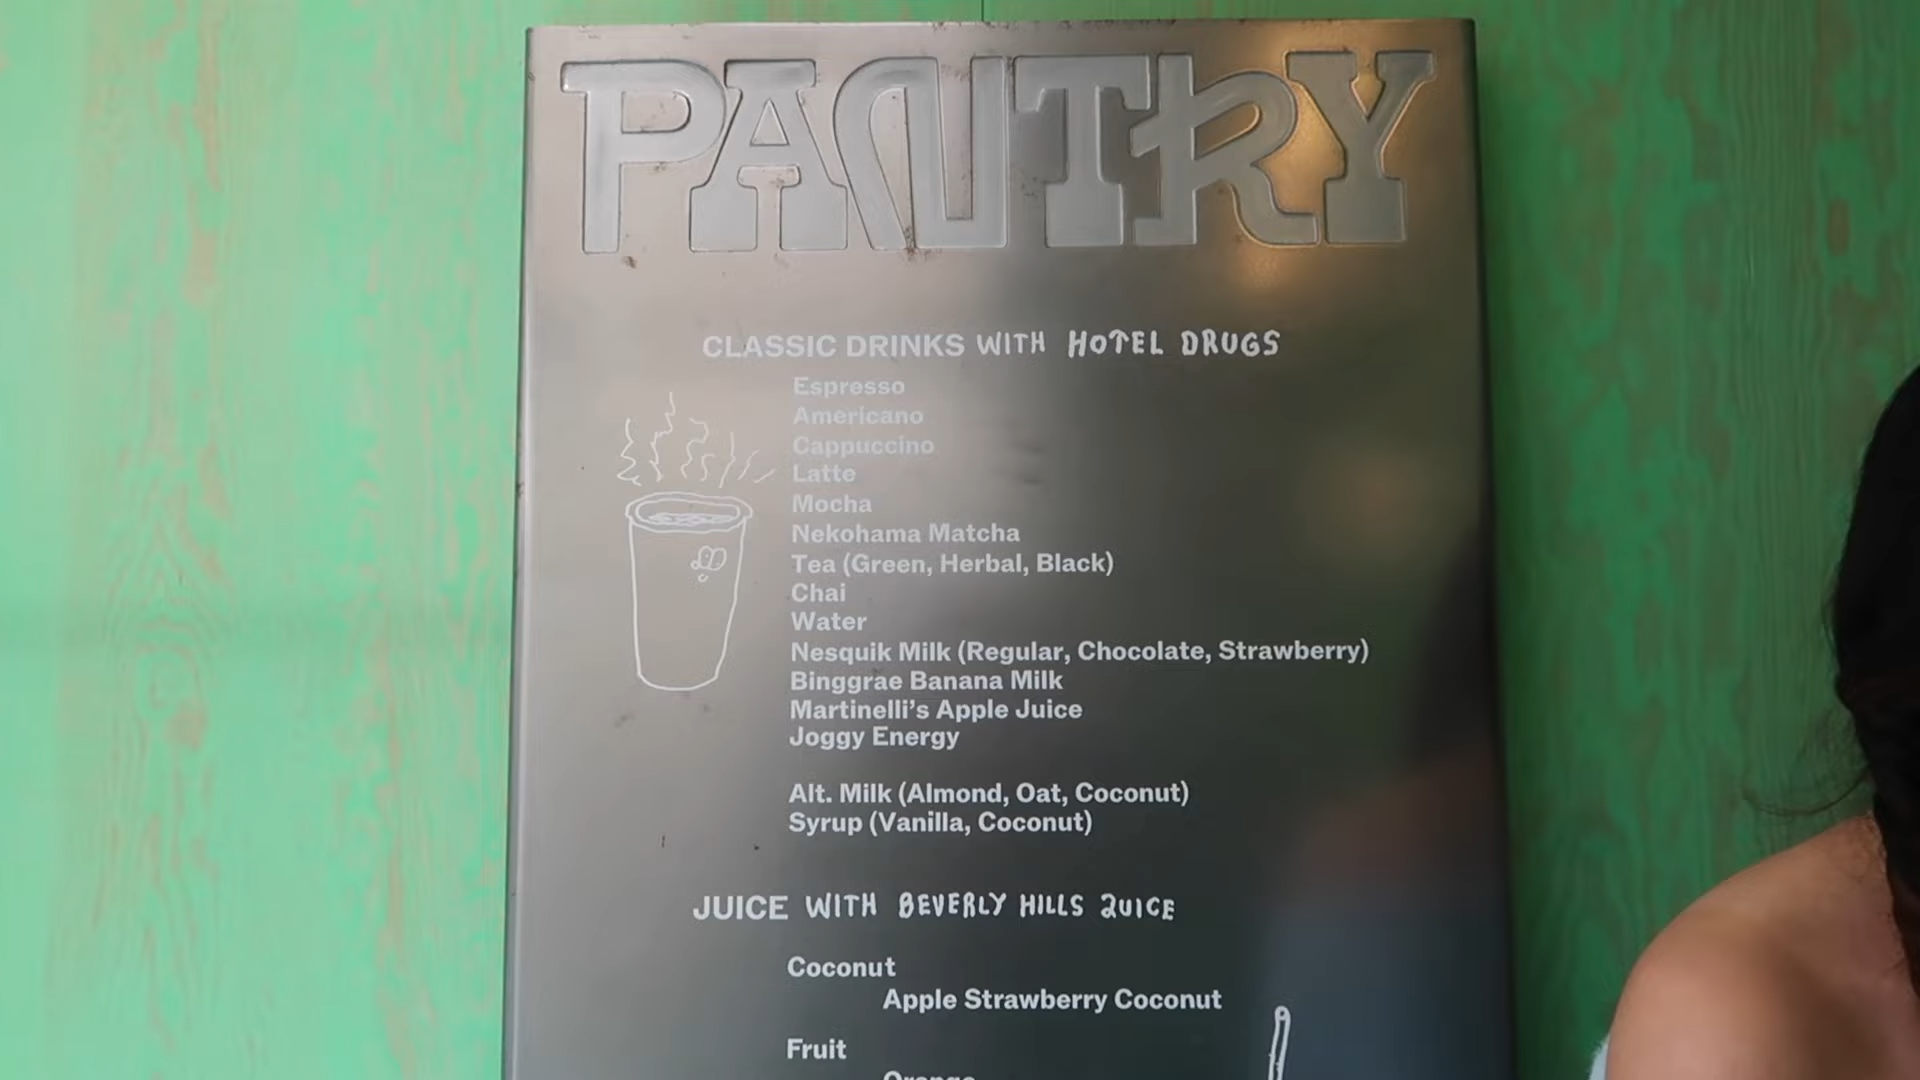 PANTRY
CLASSIC DRINKS WITH HOTEL DRUGS
Espresso
Americano
Cappuccino
Latte
Mocha
Nekohama Matcha
Tea (Green, Herbal, Black)
Chai
Water
Nesquik Milk (Regular, Chocolate, Strawberry)
Binggrae Banana Milk
Martinelli's Apple Juice
Joggy Energy
Alt. Milk (Almond, Oat, Coconut)
Syrup (Vanilla, Coconut)
JUICE WITH BEVERLY HILLS JUICE
Coconut
Apple Strawberry Coconut
Fruit
Orange